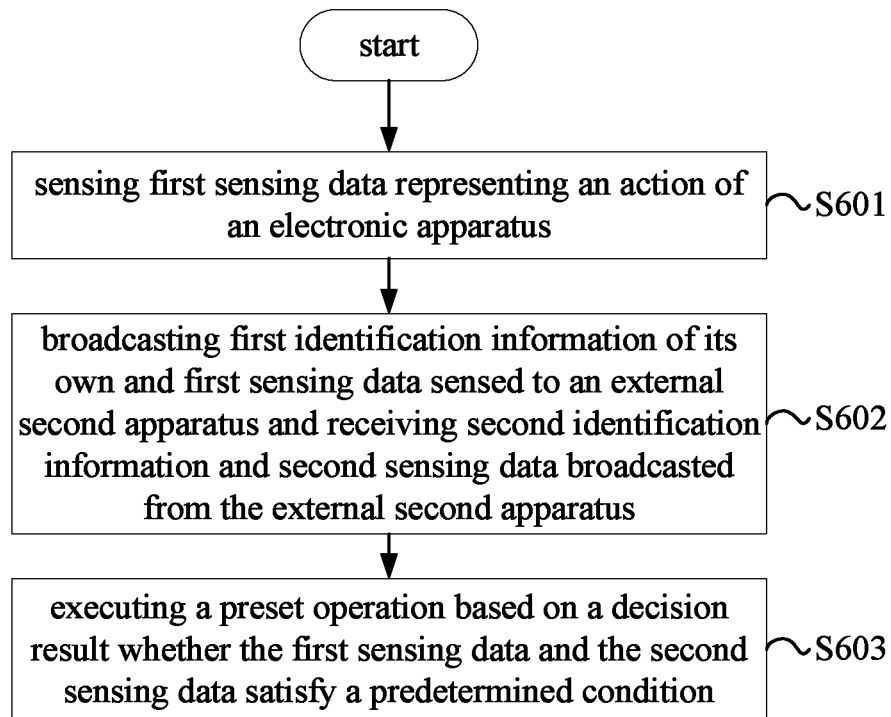 start
sensing first sensing data representing an action of
an electronic apparatus
S601
broadcasting first identification information of its
own and first sensing data sensed to an external
second apparatus and receiving second identification
information and second sensing data broadcasted
from the external second apparatus
S602
executing a preset operation based on a decision
result whether the first sensing data and the second
sensing data satisfy a predetermined condition
S603